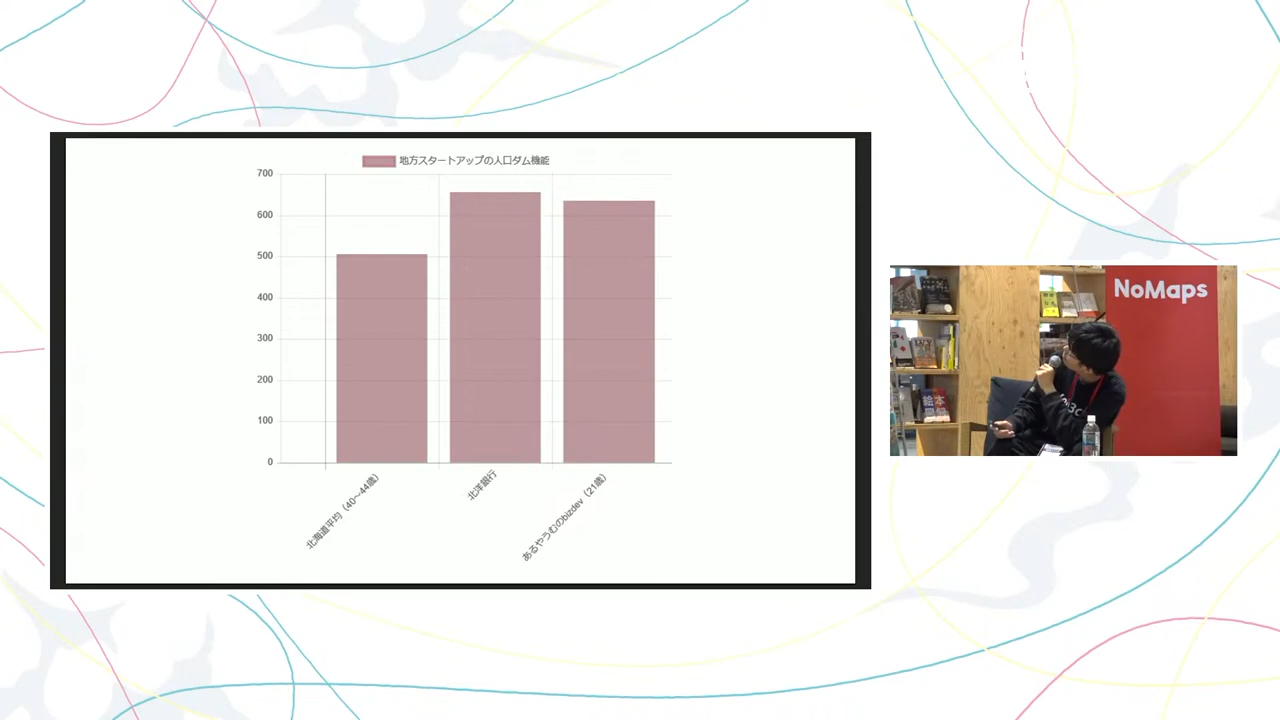 地方スタートアップの人口ダム機能
700
600
500
400
300
200
100
0
北海道平均（40～44歳）
北洋銀行
あるやうむのbizdev（21歳）
NoMaps
絵本